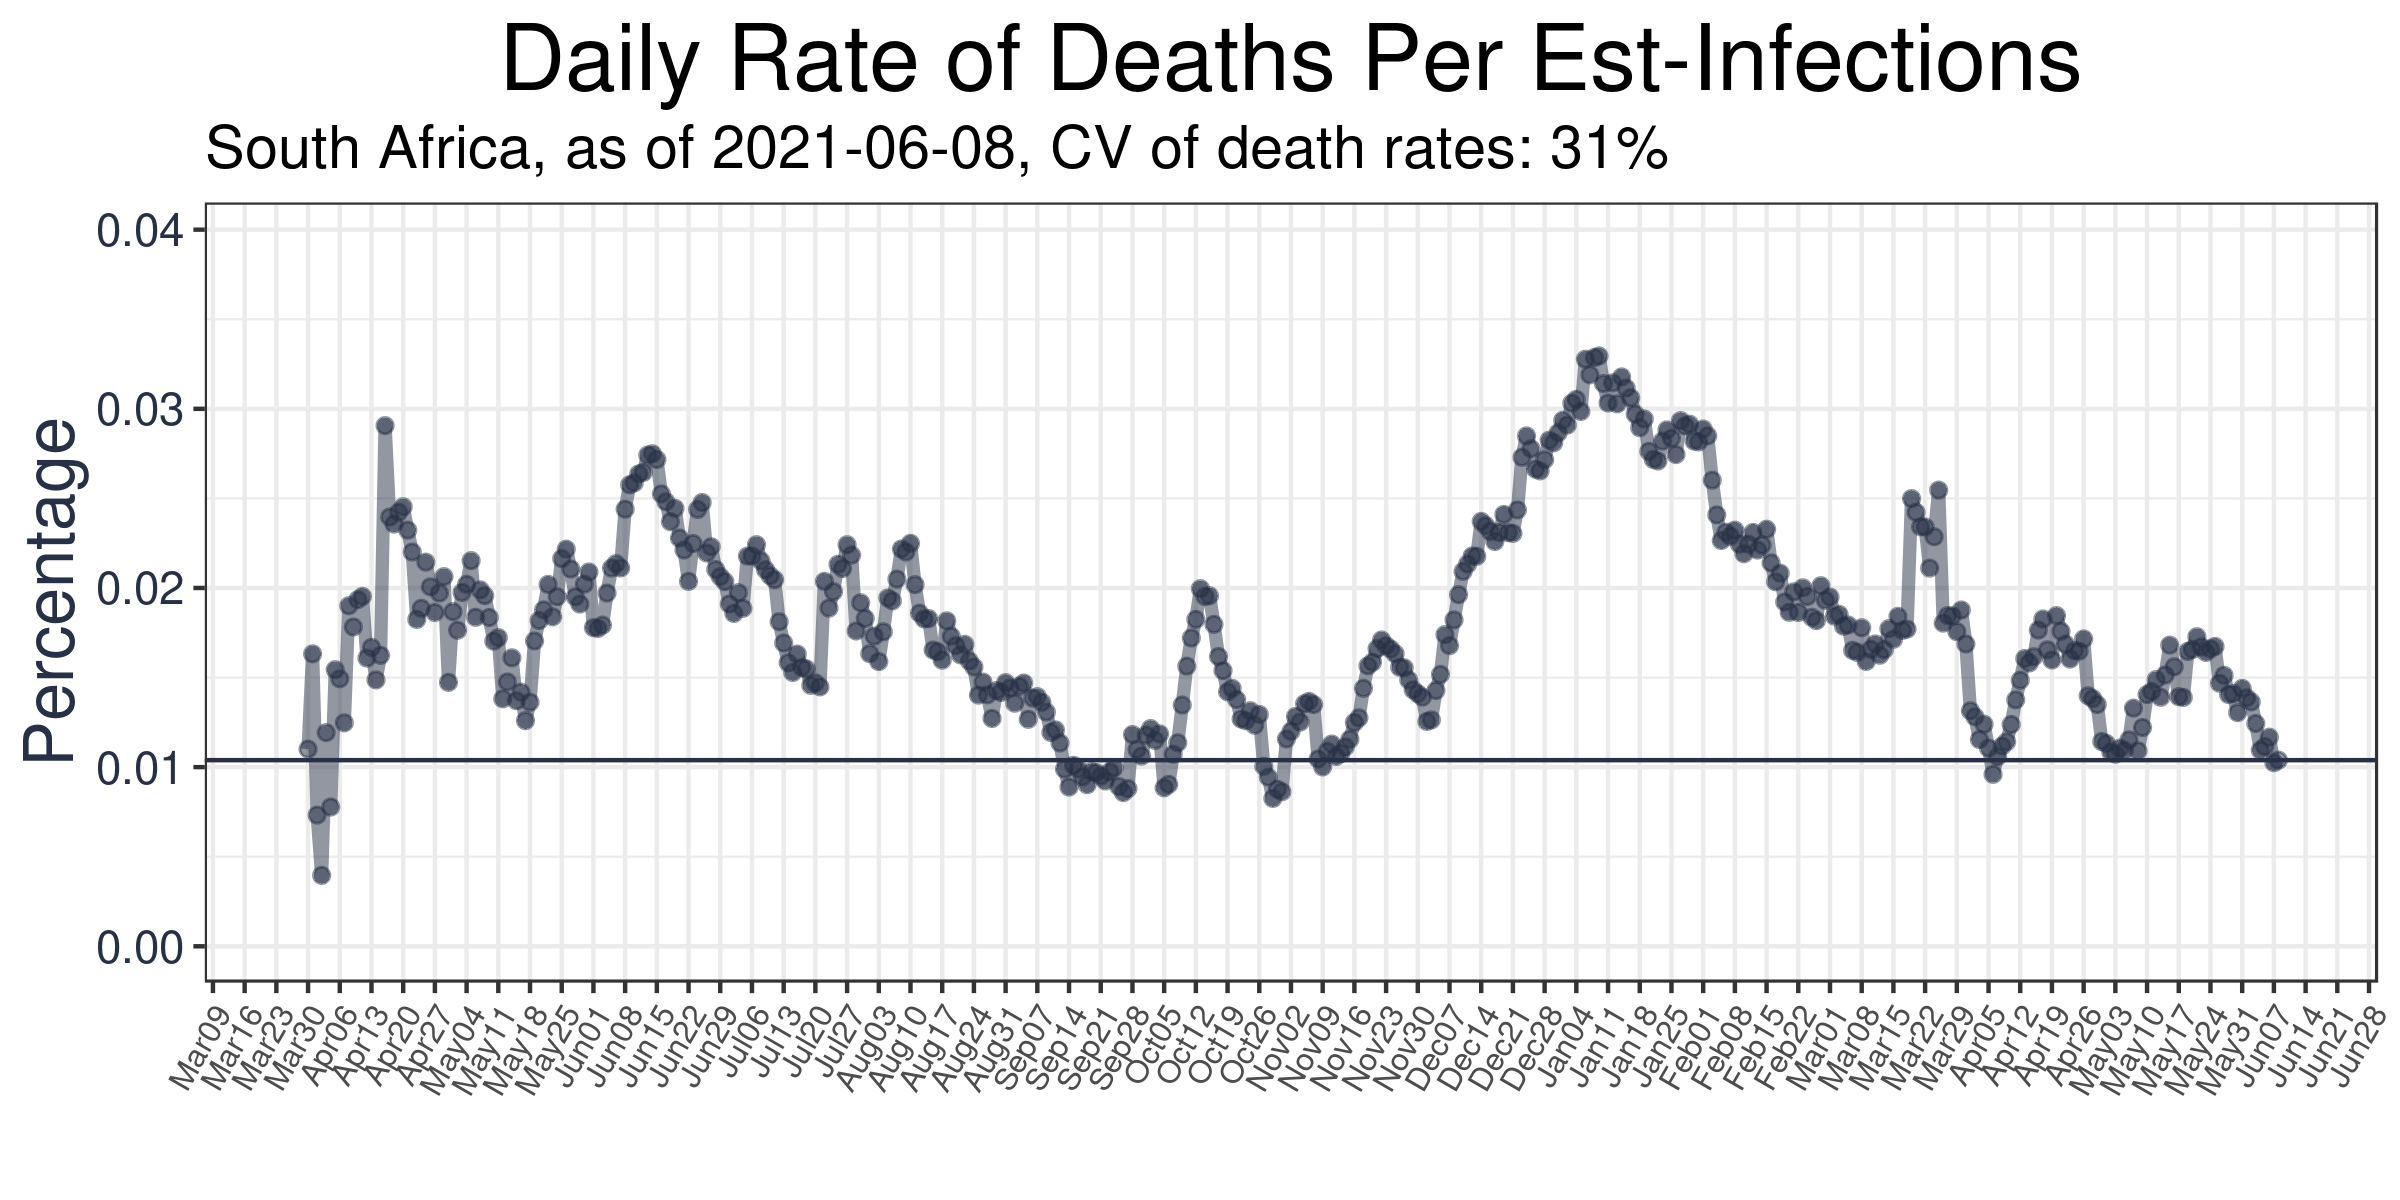 Daily Rate of Deaths Per Est-Infections
South Africa, as of 2021-06-08, CV of death rates: 31%
Percentage
0.04
0.03
0.02
0.01
0.00
Mar09
Mar16
Mar23
Mar30
Apr06
Apr13
Apr20
Apr27
May04
May11
May18
May25
Jun01
Jun08
Jun15
Jun22
Jun29
Jul06
Jul13
Jul20
Jul27
Aug03
Aug10
Aug17
Aug24
Aug31
Sep07
Sep14
Sep21
Sep28
Oct05
Oct12
Oct19
Oct26
Nov02
Nov09
Nov16
Nov23
Nov30
Dec07
Dec14
Dec21
Dec28
Jan04
Jan11
Jan18
Jan25
Feb01
Feb08
Feb15
Feb22
Mar01
Mar08
Mar15
Mar22
Mar29
Apr05
Apr12
Apr19
Apr26
May03
May10
May17
May24
May31
Jun07
Jun14
Jun21
Jun28